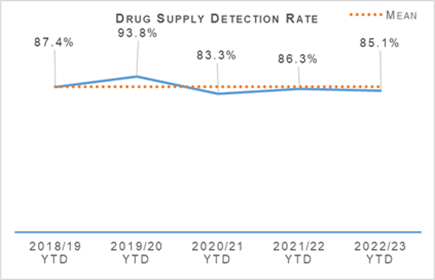 DRUG SUPPLY DETECTION RATE
MEAN
87.4%
93.8%
83.3%
86.3%
85.1%
2018/19
YTD
2019/20
YTD
2020/21
YTD
2021/22
YTD
2022/23
YTD